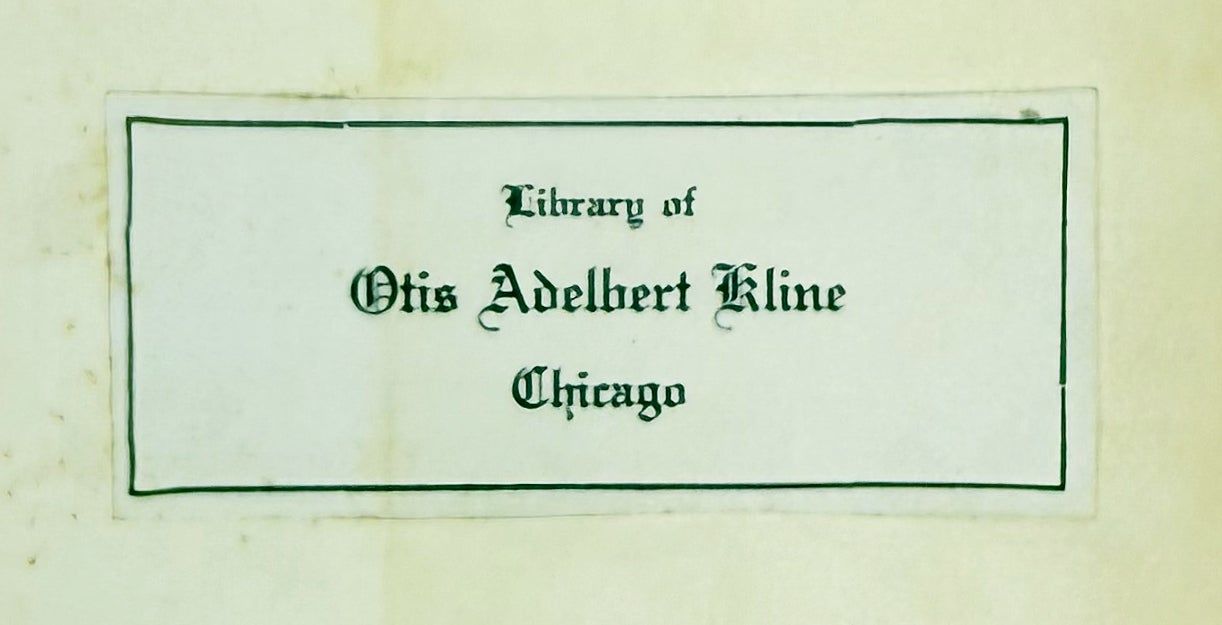 Library of
Otis Adelbert Kline
Chicago